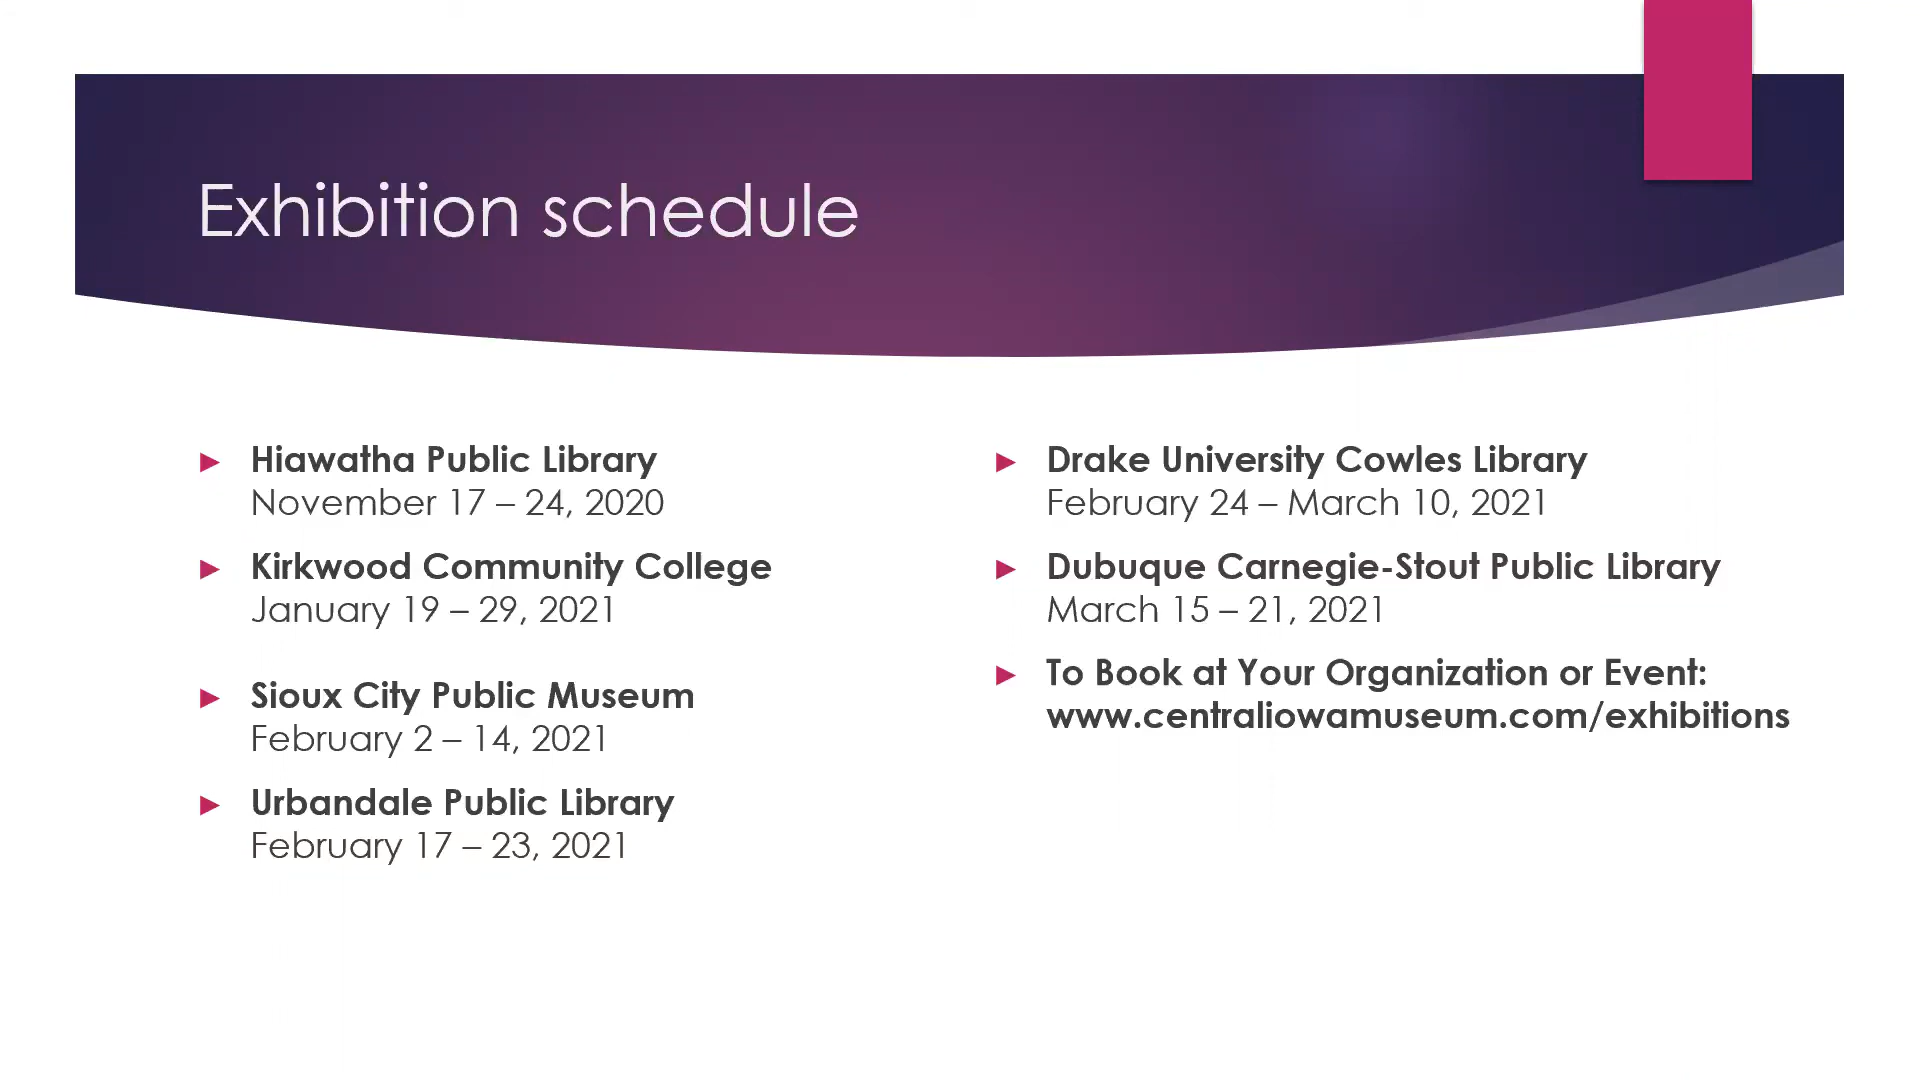 Exhibition schedule
► Hiawatha Public Library
November 17 – 24, 2020
► Kirkwood Community College
January 19 – 29, 2021
► Sioux City Public Museum
February 2 – 14, 2021
► Urbandale Public Library
February 17 – 23, 2021
► Drake University Cowles Library
February 24 – March 10, 2021
► Dubuque Carnegie-Stout Public Library
March 15 – 21, 2021
► To Book at Your Organization or Event:
www.centraliowamuseum.com/exhibitions